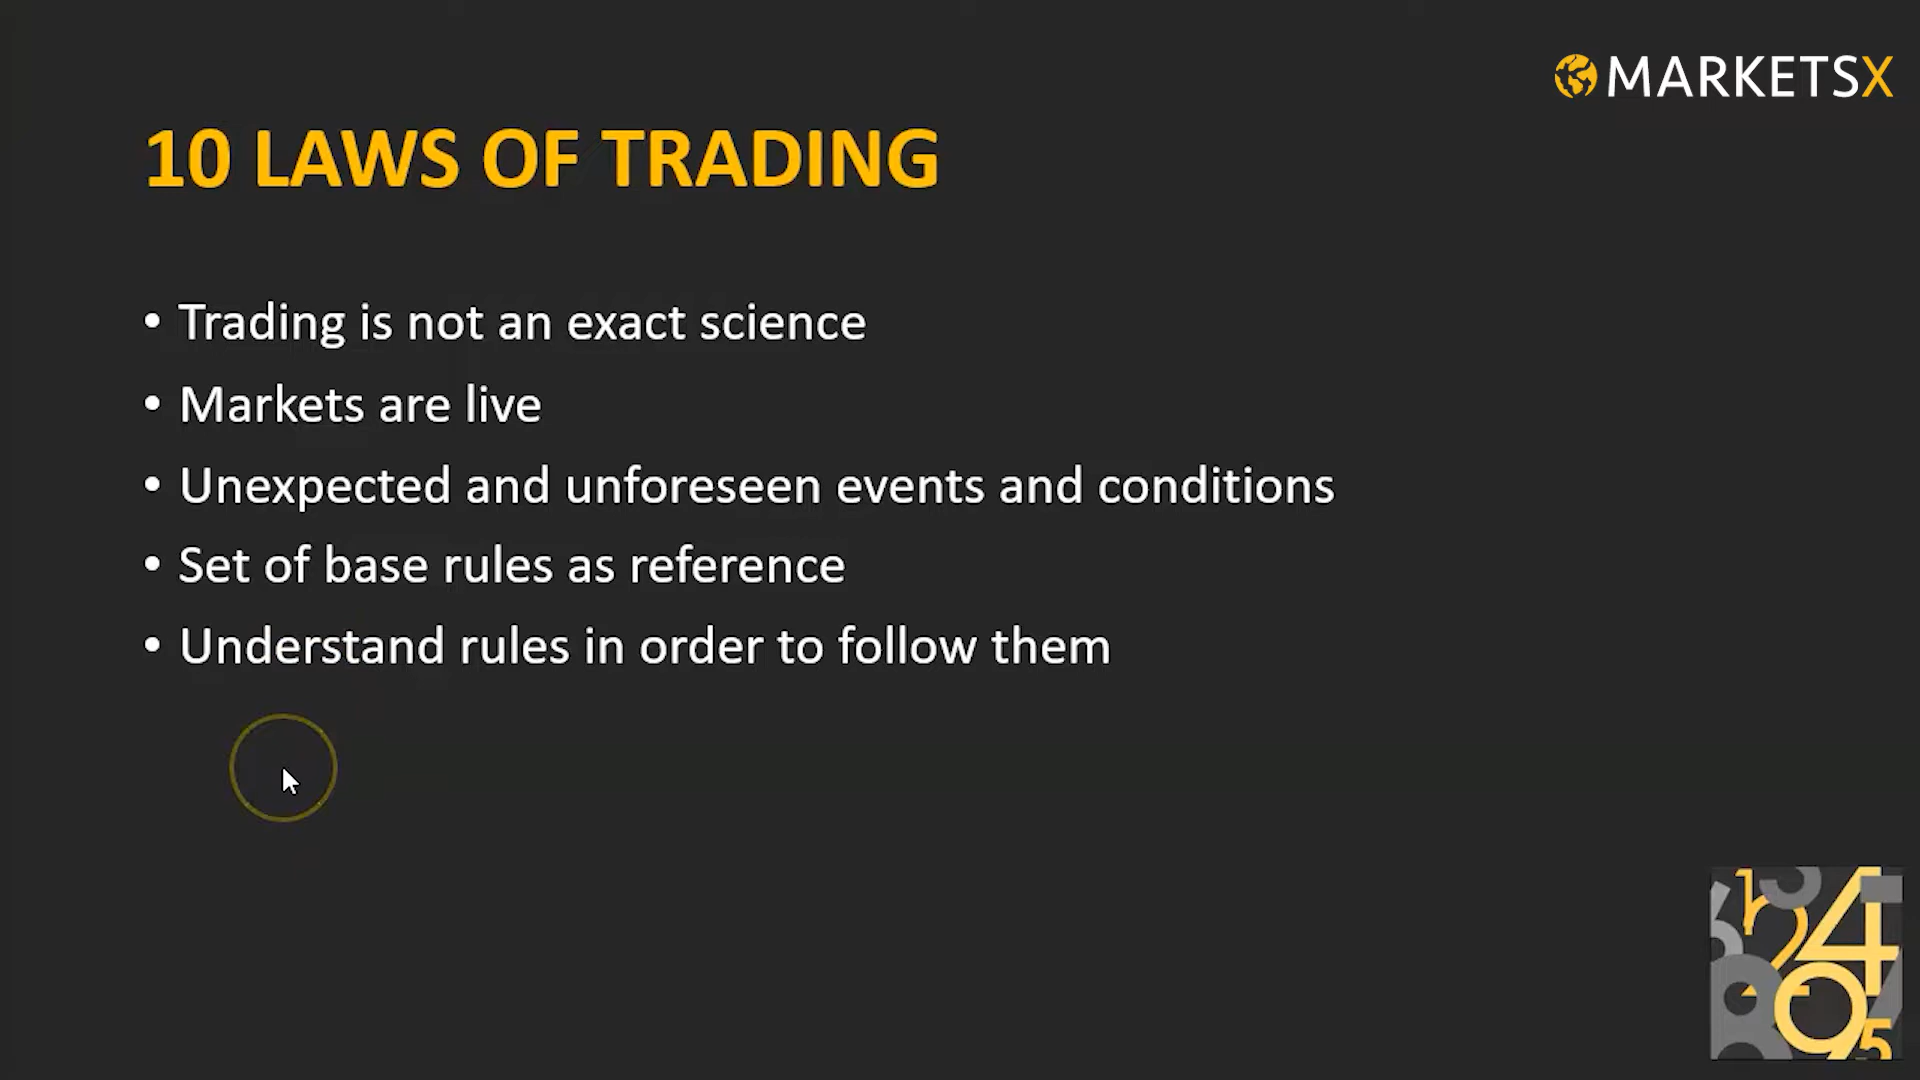 MARKETSX
10 LAWS OF TRADING
• Trading is not an exact science
• Markets are live
• Unexpected and unforeseen events and conditions
• Set of base rules as reference
• Understand rules in order to follow them